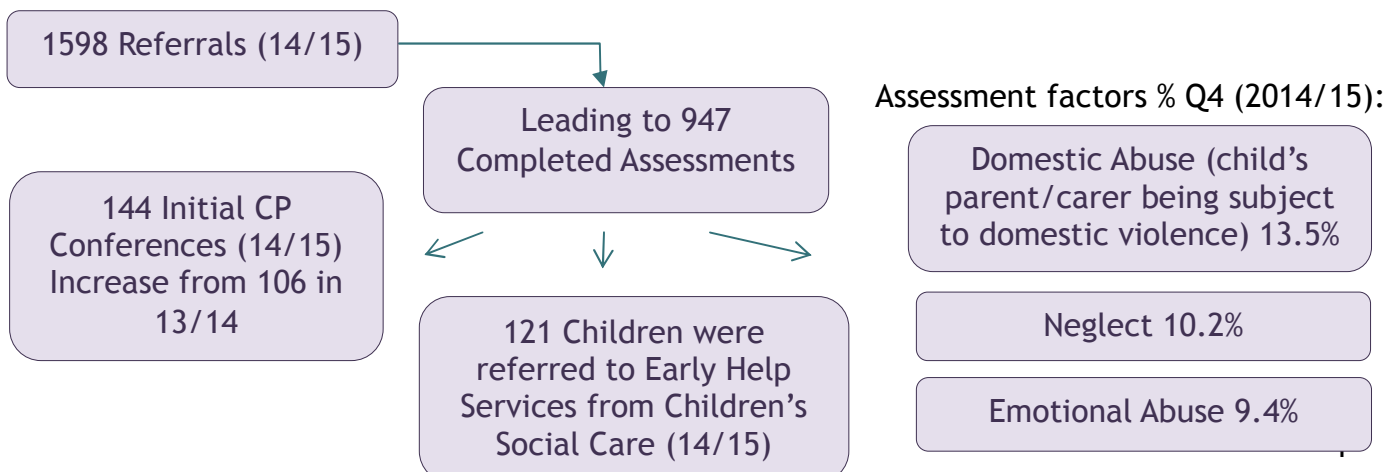 1598 Referrals (14/15)
Leading to 947
Completed Assessments
144 Initial CP
Conferences (14/15)
Increase from 106 in
13/14
121 Children were
referred to Early Help
Services from Children’s
Social Care (14/15)
Assessment factors % Q4 (2014/15):
Domestic Abuse (child’s
parent/carer being subject
to domestic violence) 13.5%
Neglect 10.2%
Emotional Abuse 9.4%